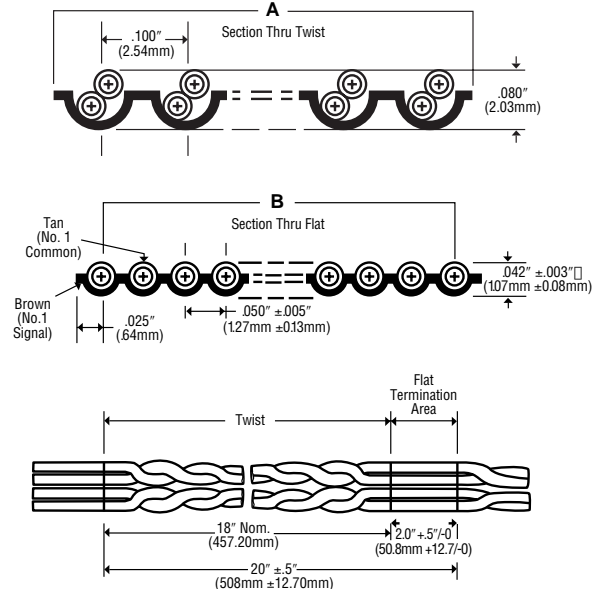 A
.100″
(2.54mm)
Section Thru Twist
.080″
(2.03mm)
B
Section Thru Flat
Tan
(No. 1
Common)
Brown
(No.1
Signal)
.025″
(.64mm)
.050″ ±.005″
(1.27mm ±0.13mm)
.042″ ±.003″
(1.07mm ±0.08mm)
Flat
Termination
Area
Twist
18″ Nom.
(457.20mm)
2.0″+.5″/-0
(50.8mm +12.7/-0)
20″ ±.5″
(508mm ±12.70mm)